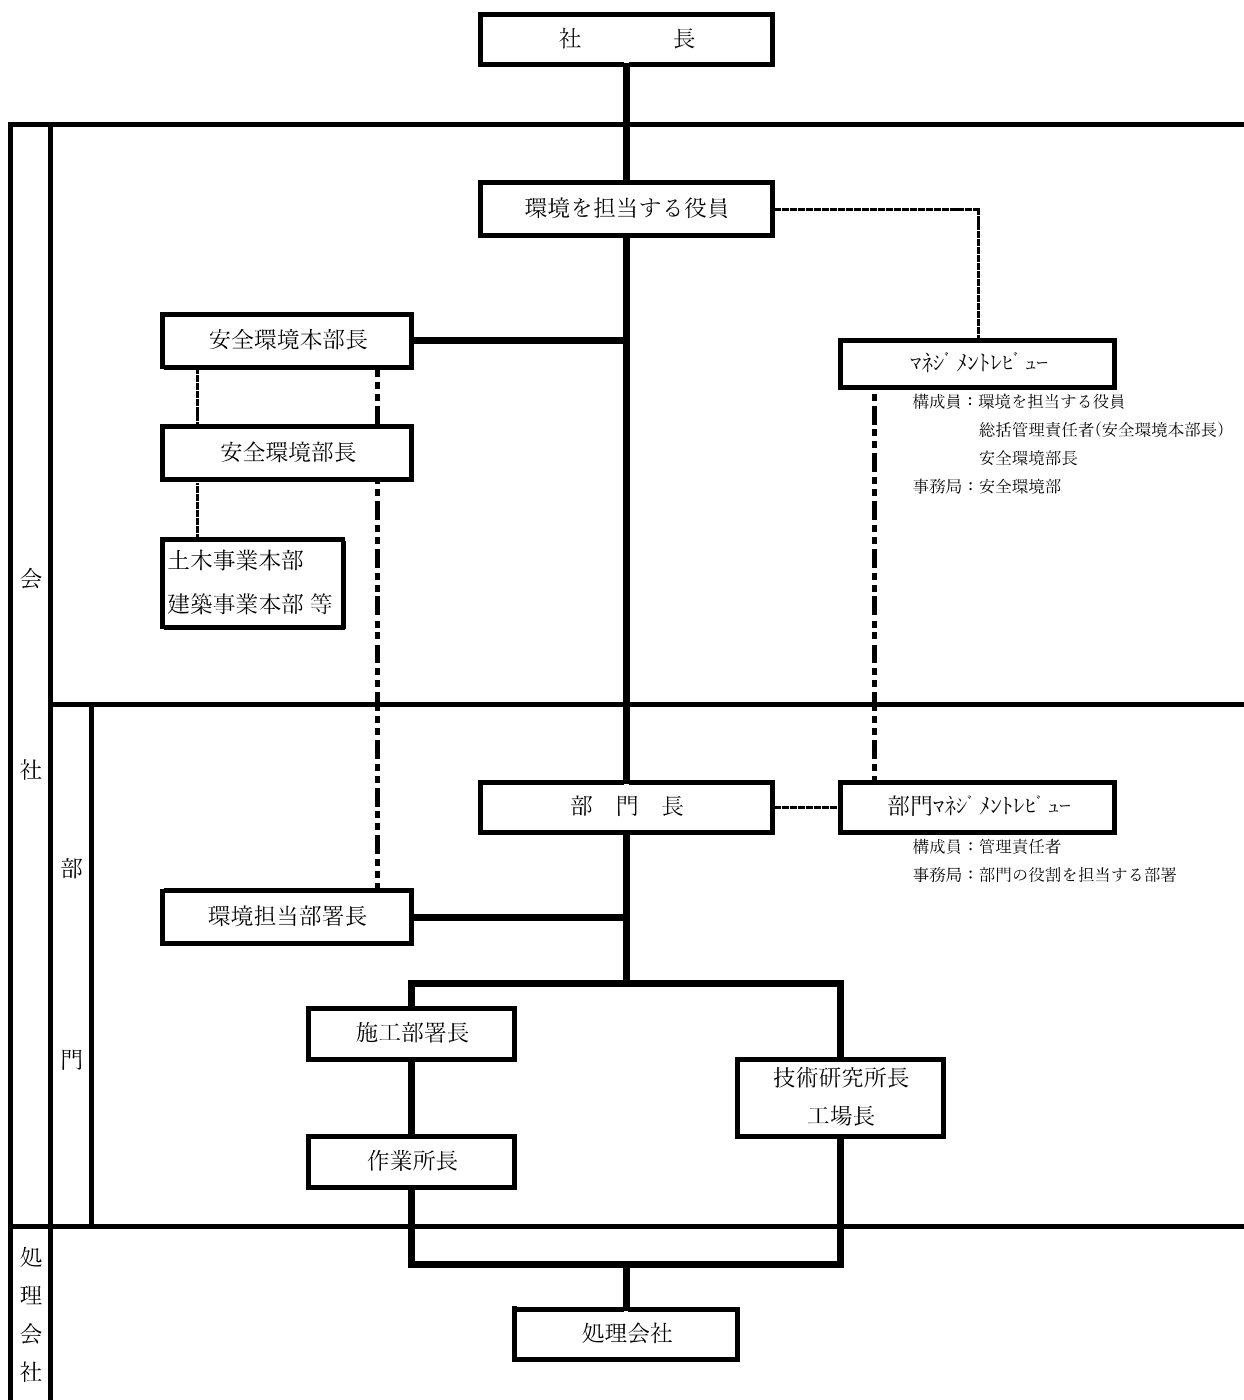 社　　　　長
環境を担当する役員
安全環境本部長
ﾏﾈｼﾞﾒﾝﾄﾚﾋﾞｭｰ
構成員：環境を担当する役員
総括管理責任者(安全環境本部長)
安全環境部長
事務局：安全環境部
安全環境部長
土木事業本部
建築事業本部 等
会
社
部　門　長
部門ﾏﾈｼﾞﾒﾝﾄﾚﾋﾞｭｰ
構成員：管理責任者
事務局：部門の役割を担当する部署
部
門
環境担当部署長
施工部署長
技術研究所長
工場長
作業所長
処
理
会
社
処理会社